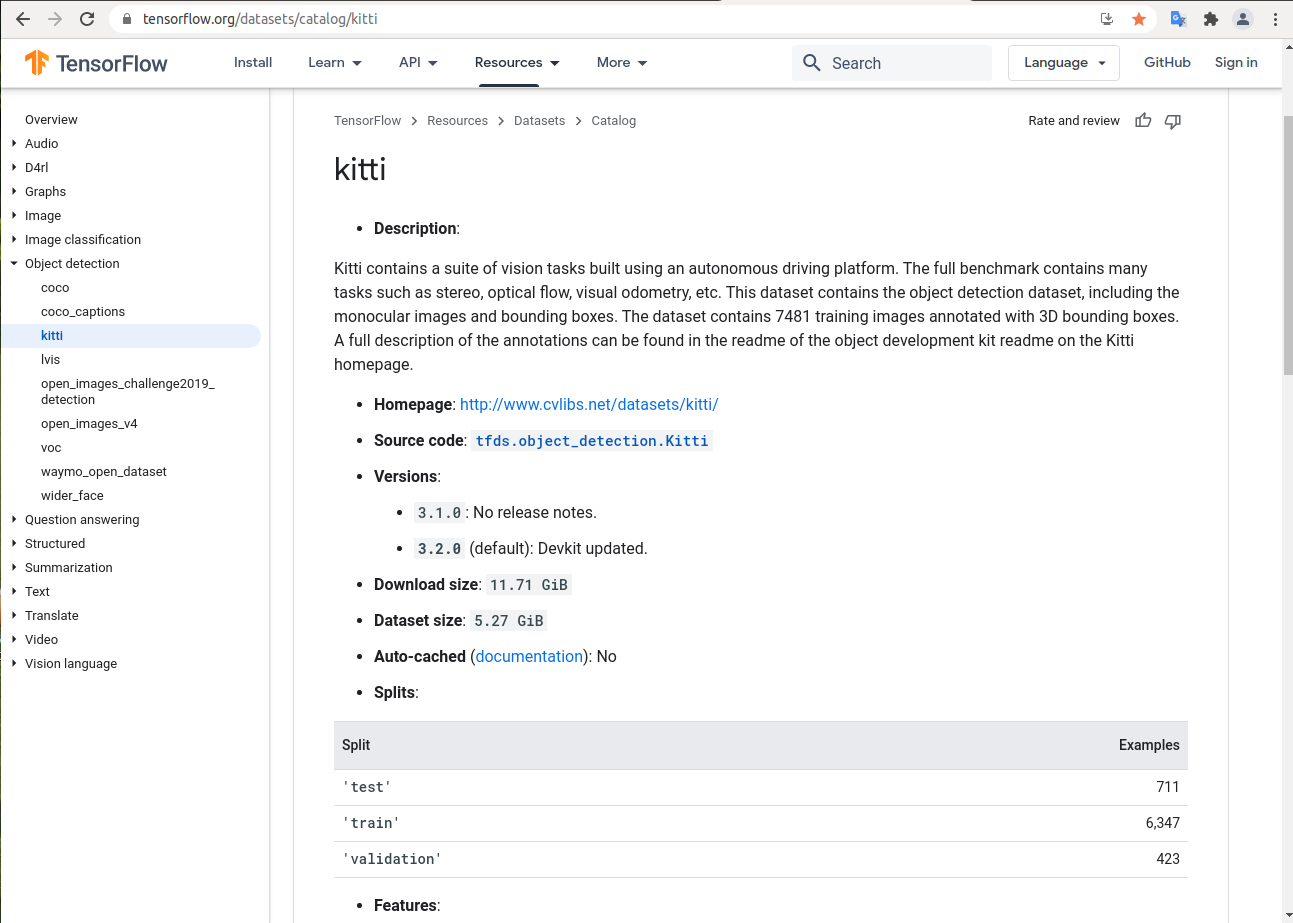 tensorflow.org/datasets/catalog/kitti
TensorFlow
Install
Learn
API
Resources
More
Search
Language
GitHub
Sign in
Overview
Audio
D4rl
Graphs
Image
Image classification
Object detection
coco
coco_captions
kitti
lvis
open_images_challenge2019_
detection
open_images_v4
voc
waymo_open_dataset
wider_face
Question answering
Structured
Summarization
Text
Translate
Video
Vision language
TensorFlow > Resources > Datasets > Catalog
Rate and review
kitti
• Description:
Kitti contains a suite of vision tasks built using an autonomous driving platform. The full benchmark contains many
tasks such as stereo, optical flow, visual odometry, etc. This dataset contains the object detection dataset, including the
monocular images and bounding boxes. The dataset contains 7481 training images annotated with 3D bounding boxes.
A full description of the annotations can be found in the readme of the object development kit readme on the Kitti
homepage.
• Homepage: http://www.cvlibs.net/datasets/kitti/
• Source code: tfds.object_detection.Kitti
• Versions:
• 3.1.0: No release notes.
• 3.2.0 (default): Devkit updated.
• Download size: 11.71 GiB
• Dataset size: 5.27 GiB
• Auto-cached (documentation): No
• Splits:
Split Examples
'test' 711
'train' 6,347
'validation' 423
• Features: